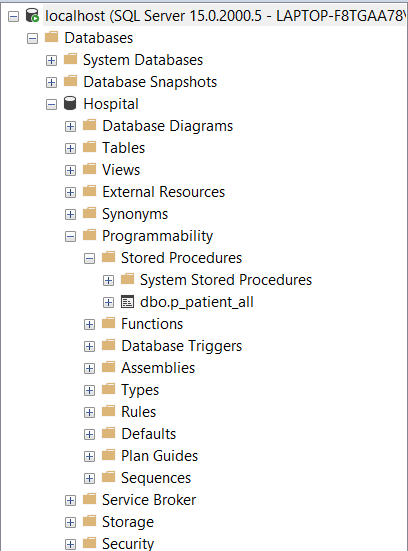 localhost (SQL Server 15.0.2000.5 - LAPTOP-F8TGAA78\
Databases
System Databases
Database Snapshots
Hospital
Database Diagrams
Tables
Views
External Resources
Synonyms
Programmability
Stored Procedures
System Stored Procedures
dbo.p_patient_all
Functions
Database Triggers
Assemblies
Types
Rules
Defaults
Plan Guides
Sequences
Service Broker
Storage
Security